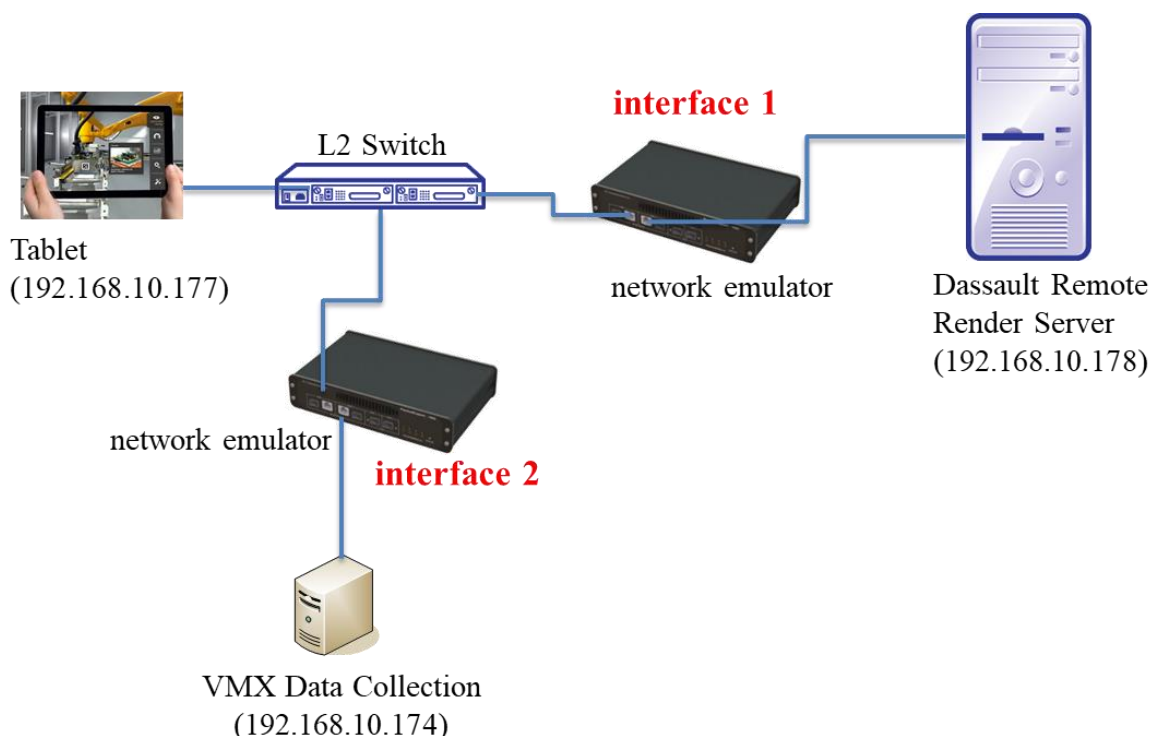 interface 1
L2 Switch
Tablet
(192.168.10.177)
network emulator
Dassault Remote
Render Server
(192.168.10.178)
network emulator
interface 2
VMX Data Collection
(192.168.10.174)